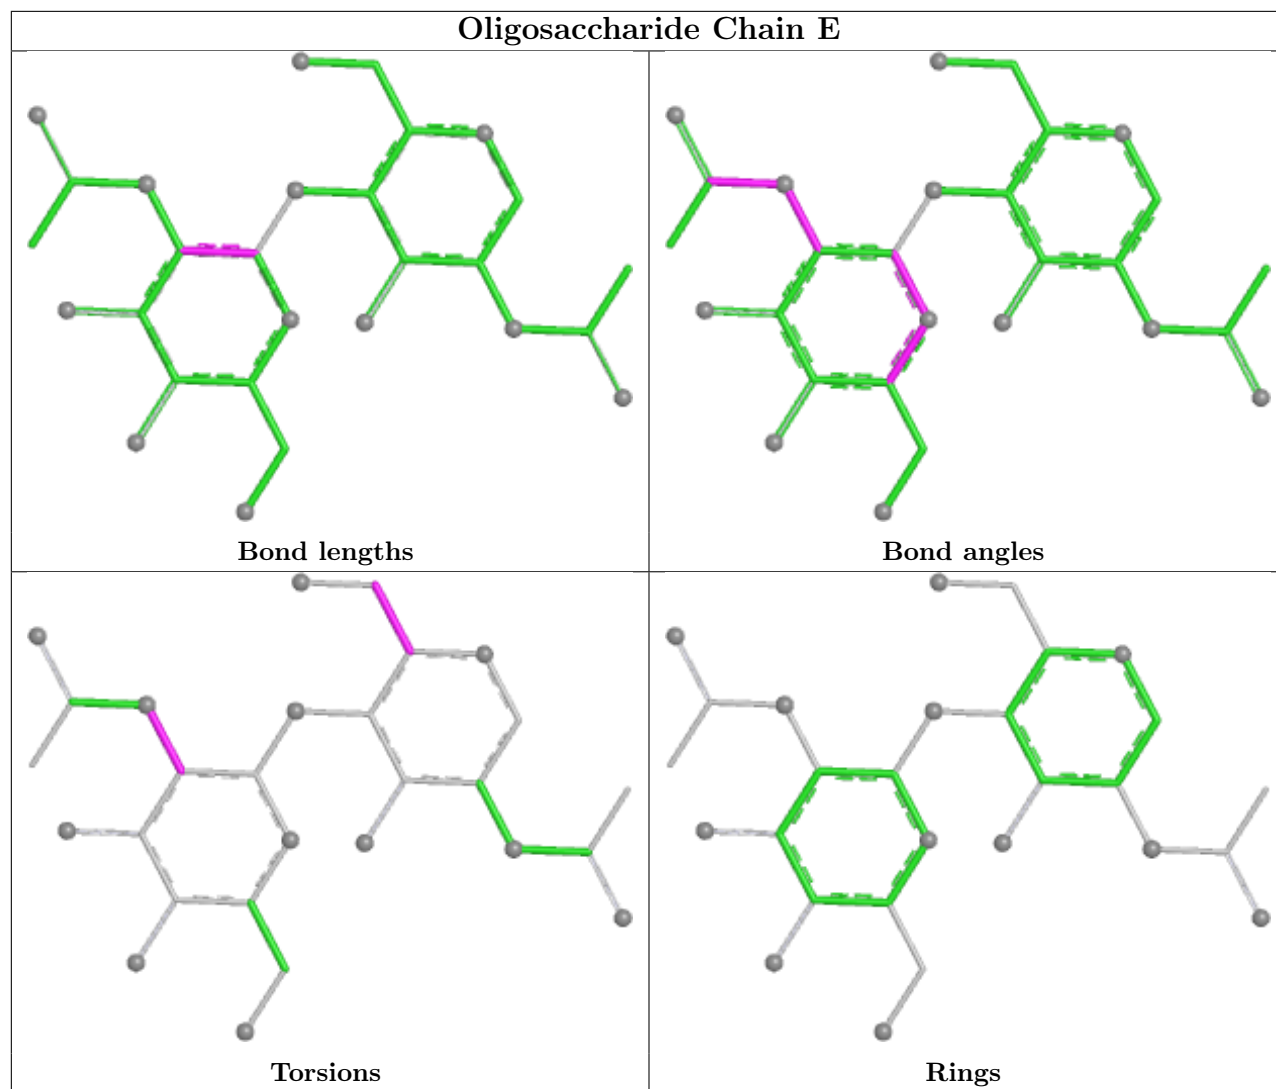 Oligosaccharide Chain E
Bond lengths
Bond angles
Torsions
Rings